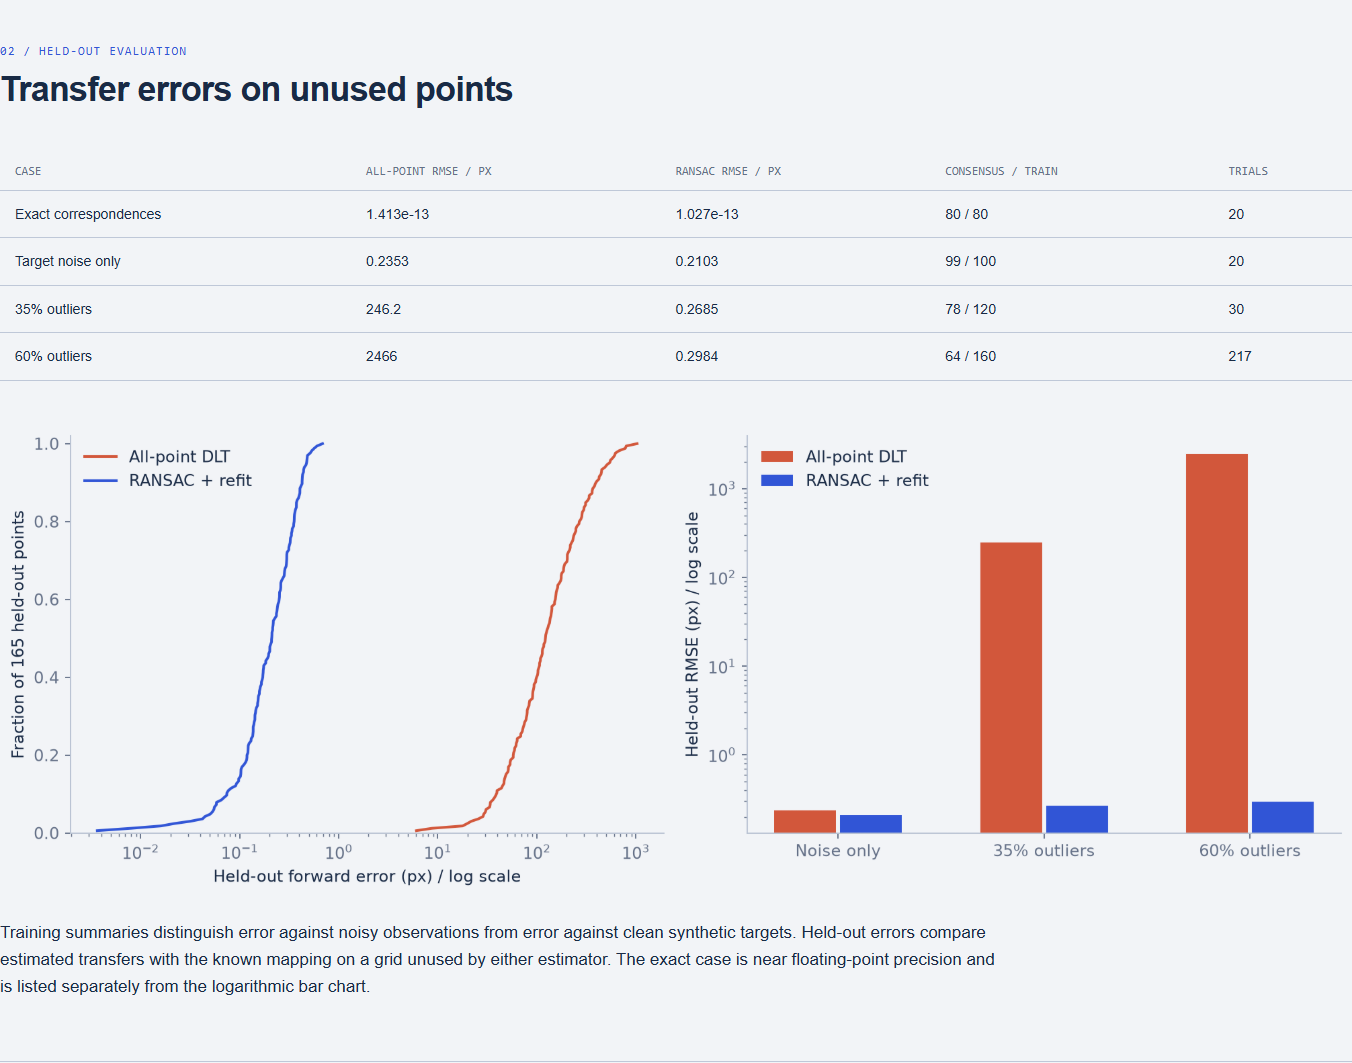 02 / HELD-OUT EVALUATION
Transfer errors on unused points
CASE ALL-POINT RMSE / PX RANSAC RMSE / PX CONSENSUS / TRAIN TRIALS
Exact correspondences 1.413e-13 1.027e-13 80 / 80 20
Target noise only 0.2353 0.2103 99 / 100 20
35% outliers 246.2 0.2685 78 / 120 30
60% outliers 2466 0.2984 64 / 160 217
All-point DLT
RANSAC + refit
1.0
0.8
0.6
0.4
0.2
0.0
Fraction of 165 held-out points
10⁻² 10⁻¹ 10⁰ 10¹ 10² 10³
Held-out forward error (px) / log scale
All-point DLT
RANSAC + refit
10³
10²
10¹
10⁰
Held-out RMSE (px) / log scale
Noise only 35% outliers 60% outliers
Training summaries distinguish error against noisy observations from error against clean synthetic targets. Held-out errors compare
estimated transfers with the known mapping on a grid unused by either estimator. The exact case is near floating-point precision and
is listed separately from the logarithmic bar chart.